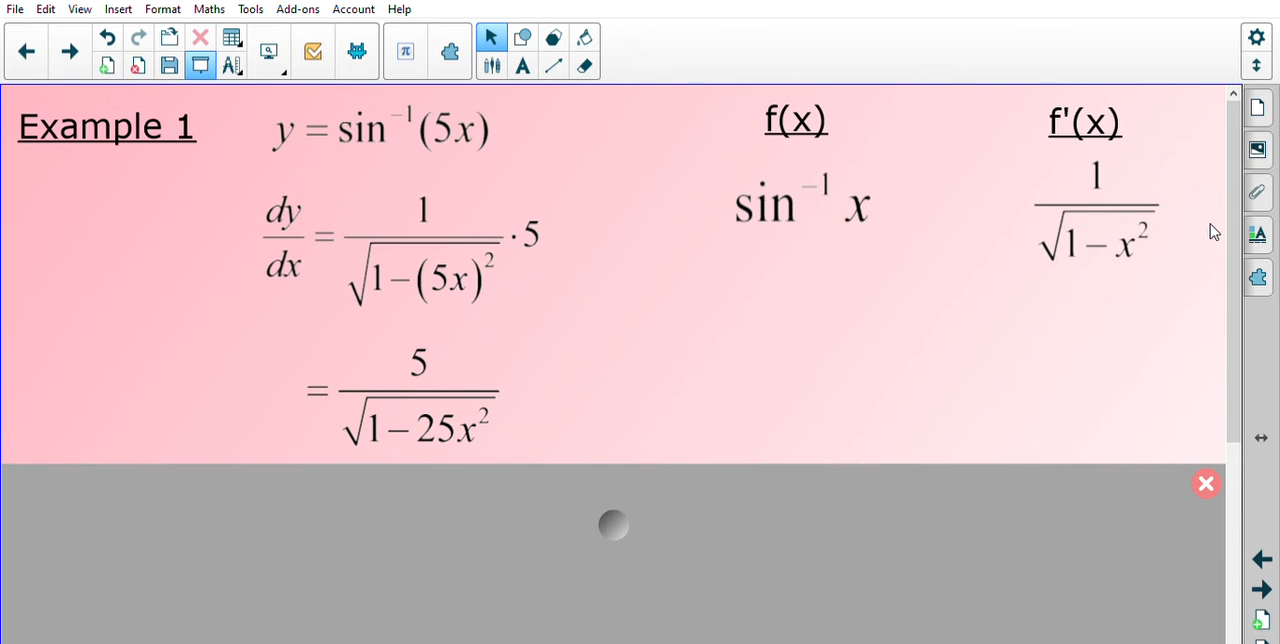 File Edit View Insert Format Maths Tools Add-ons Account Help
Example 1
y = sin⁻¹(5x)
dy/dx = 1/√(1−(5x)²) · 5
= 5/√(1−25x²)
f(x) f'(x)
sin⁻¹ x 1/√(1−x²)